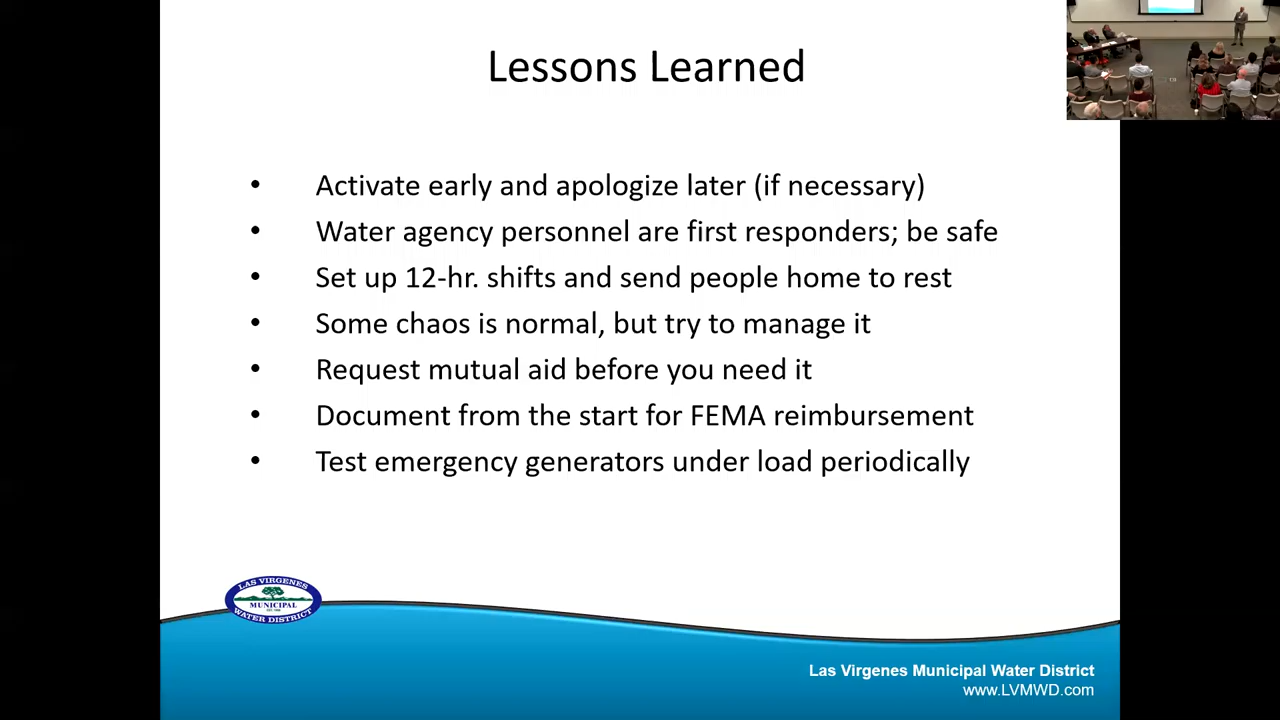 Lessons Learned
• Activate early and apologize later (if necessary)
• Water agency personnel are first responders; be safe
• Set up 12-hr. shifts and send people home to rest
• Some chaos is normal, but try to manage it
• Request mutual aid before you need it
• Document from the start for FEMA reimbursement
• Test emergency generators under load periodically
LAS VIRGENES
MUNICIPAL
WATER DISTRICT
Las Virgenes Municipal Water District
www.LVMWD.com